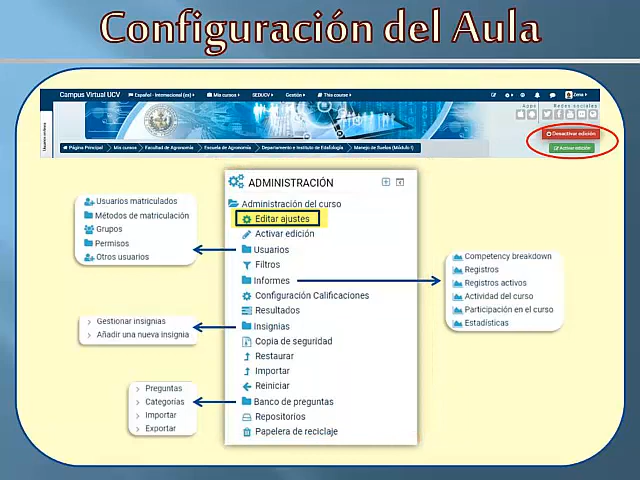 Configuración del Aula
Campus Virtual UCV Español - Internacional (es) Mis cursos SEDUCV Gestión This course Zena
Apps Redes sociales
Desactivar edición
Activar edición
Página Principal Mis cursos Facultad de Agronomía Escuela de Agronomía Departamento e Instituto de Edafología Manejo de Suelos (Módulo I)
ADMINISTRACIÓN
Administración del curso
Editar ajustes
Activar edición
Usuarios
Filtros
Informes
Configuración Calificaciones
Resultados
Insignias
Copia de seguridad
Restaurar
Importar
Reiniciar
Banco de preguntas
Repositorios
Papelera de reciclaje
Usuarios matriculados
Métodos de matriculación
Grupos
Permisos
Otros usuarios
Gestionar insignias
Añadir una nueva insignia
Preguntas
Categorías
Importar
Exportar
Competency breakdown
Registros
Registros activos
Actividad del curso
Participación en el curso
Estadísticas